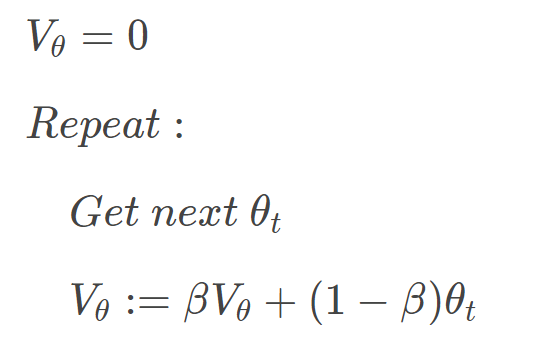 V_θ = 0
Repeat :
Get next θ_t
V_θ := βV_θ + (1 − β)θ_t